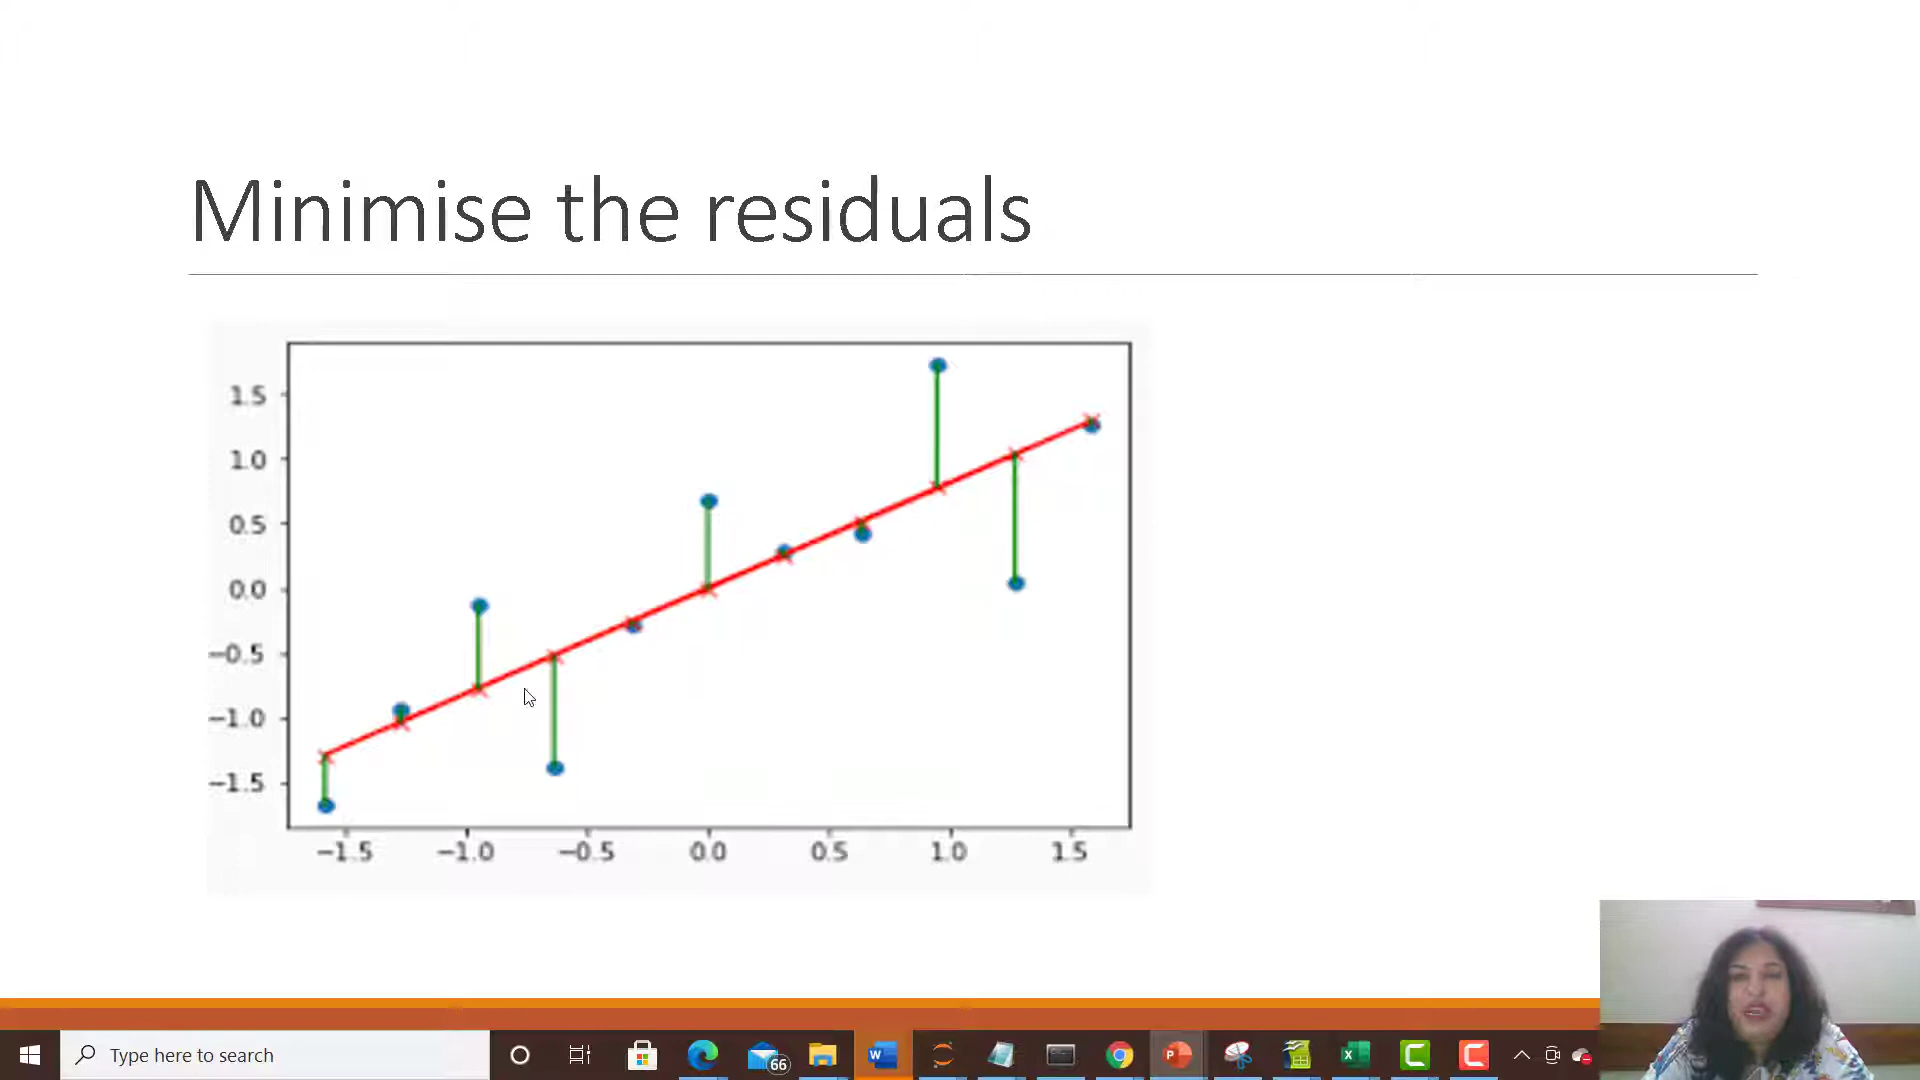 Minimise the residuals
1.5
1.0
0.5
0.0
−0.5
−1.0
−1.5
−1.5 −1.0 −0.5 0.0 0.5 1.0 1.5
Type here to search
66